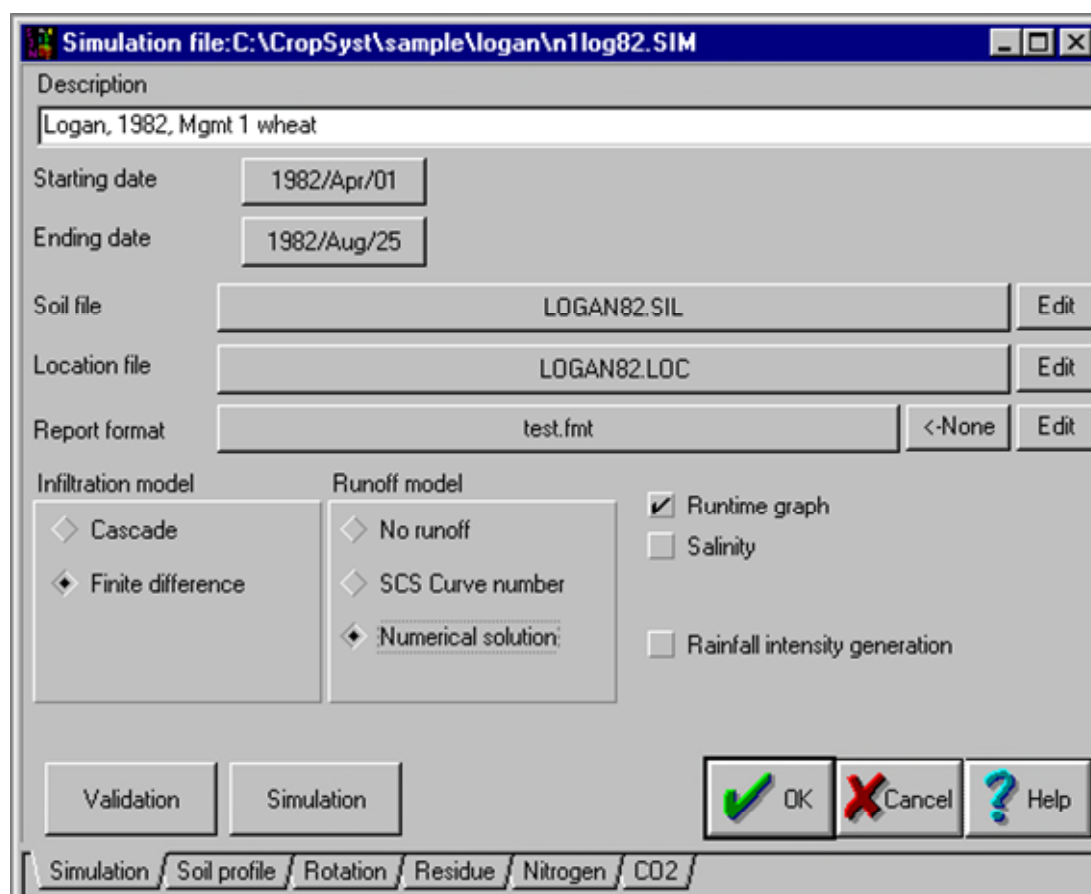 Simulation file:C:\CropSyst\sample\logan\n1log82.SIM
Description
Logan, 1982, Mgmt 1 wheat
Starting date 1982/Apr/01
Ending date 1982/Aug/25
Soil file LOGAN82.SIL Edit
Location file LOGAN82.LOC Edit
Report format test.fmt <-None Edit
Infiltration model
Cascade
Finite difference
Runoff model
No runoff
SCS Curve number
Numerical solution
Runtime graph
Salinity
Rainfall intensity generation
Validation Simulation OK Cancel Help
Simulation Soil profile Rotation Residue Nitrogen CO2